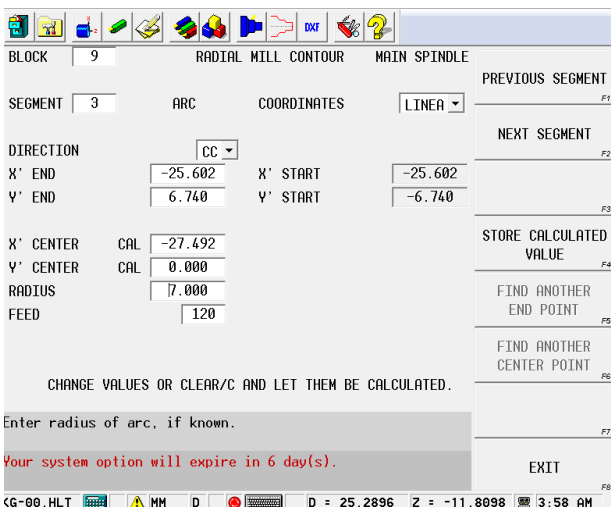 DXF
BLOCK 9 RADIAL MILL CONTOUR MAIN SPINDLE
PREVIOUS SEGMENT
F1
SEGMENT 3 ARC COORDINATES LINEA
NEXT SEGMENT
F2
DIRECTION CC
X' END -25.602 X' START -25.602
Y' END 6.740 Y' START -6.740
F3
X' CENTER CAL -27.492
Y' CENTER CAL 0.000
RADIUS 7.000
FEED 120
STORE CALCULATED
VALUE
F4
FIND ANOTHER
END POINT
F5
FIND ANOTHER
CENTER POINT
F6
CHANGE VALUES OR CLEAR/C AND LET THEM BE CALCULATED.
Enter radius of arc, if known.
F7
Your system option will expire in 6 day(s).
EXIT
F8
KG-00.HLT MM D D = 25.2896 Z = -11.8098 3:58 AM